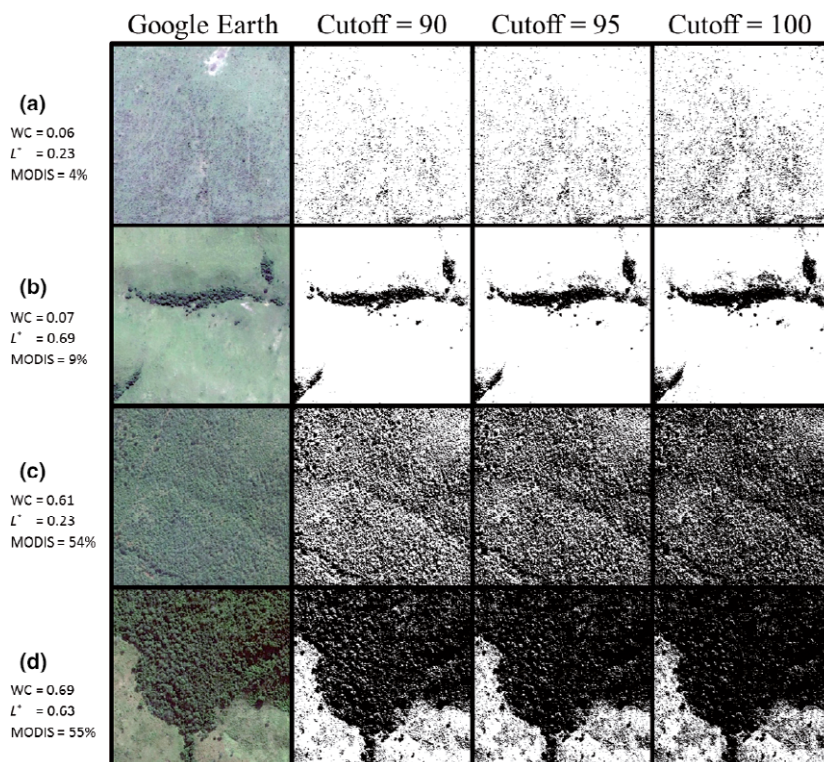 Google Earth Cutoff = 90 Cutoff = 95 Cutoff = 100
(a)
WC = 0.06
L* = 0.23
MODIS = 4%
(b)
WC = 0.07
L* = 0.69
MODIS = 9%
(c)
WC = 0.61
L* = 0.23
MODIS = 54%
(d)
WC = 0.69
L* = 0.63
MODIS = 55%